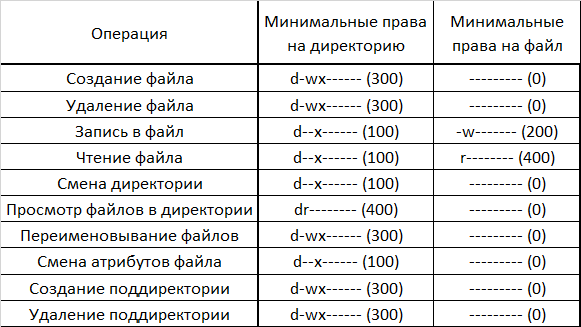 Операция
Минимальные права
на директорию
Минимальные
права на файл
Создание файла d-wx------ (300) --------- (0)
Удаление файла d-wx------ (300) --------- (0)
Запись в файл d--x------ (100) -w------- (200)
Чтение файла d--x------ (100) r-------- (400)
Смена директории d--x------ (100) --------- (0)
Просмотр файлов в директории dr-------- (400) --------- (0)
Переименовывание файлов d-wx------ (300) --------- (0)
Смена атрибутов файла d--x------ (100) --------- (0)
Создание поддиректории d-wx------ (300) --------- (0)
Удаление поддиректории d-wx------ (300) --------- (0)